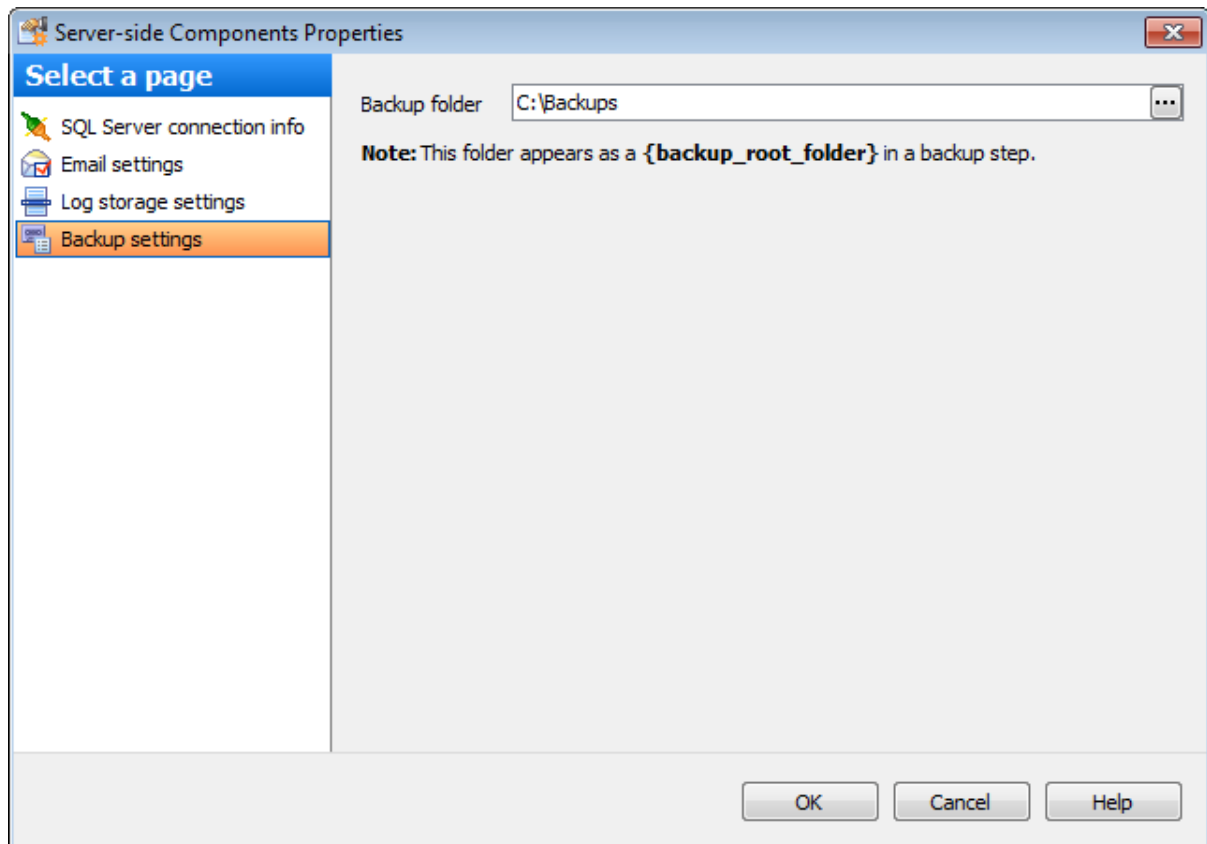 Server-side Components Properties
Select a page
SQL Server connection info
Email settings
Log storage settings
Backup settings
Backup folder C:\Backups ...
Note: This folder appears as a {backup_root_folder} in a backup step.
OK Cancel Help